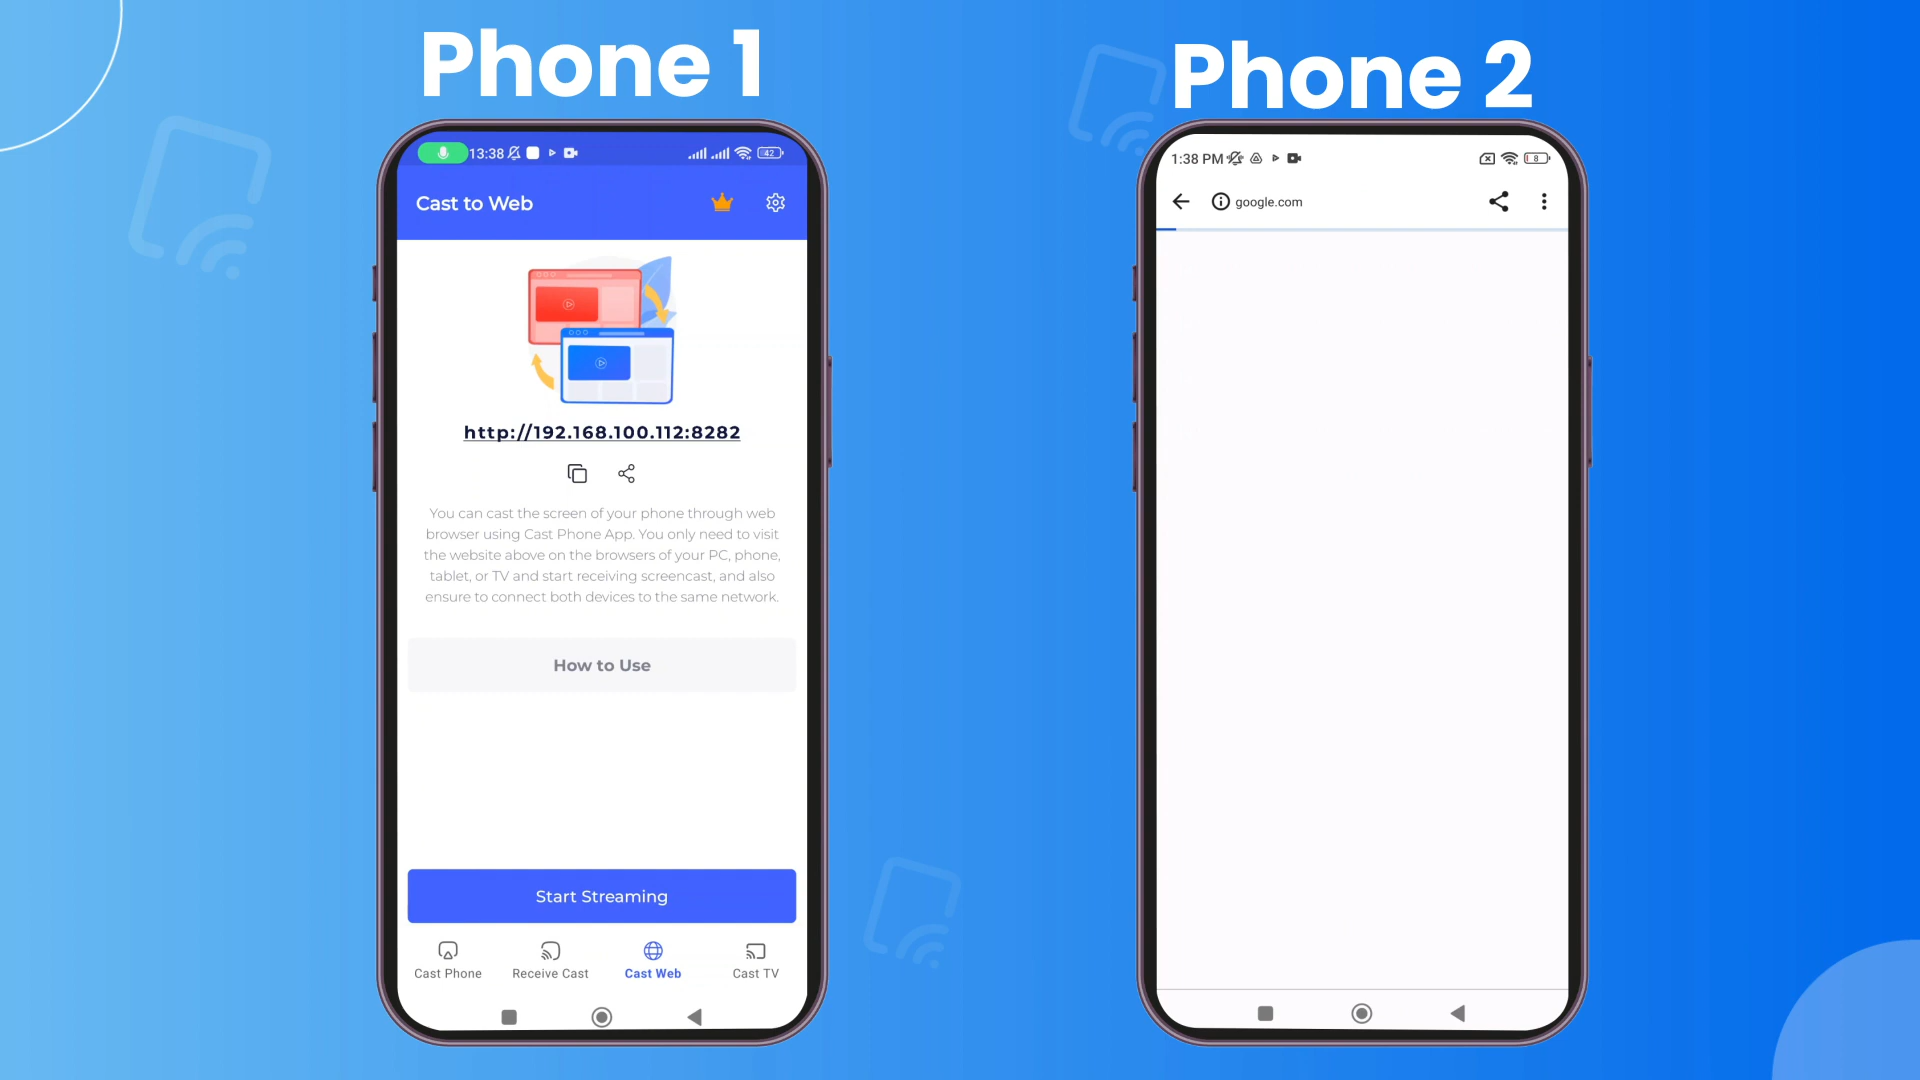 Phone 1
13:38
42
Cast to Web
http://192.168.100.112:8282
You can cast the screen of your phone through web
browser using Cast Phone App. You only need to visit
the website above on the browsers of your PC, phone,
tablet, or TV and start receiving screencast, and also
ensure to connect both devices to the same network.
How to Use
Start Streaming
Cast Phone
Receive Cast
Cast Web
Cast TV
Phone 2
1:38 PM
8
google.com